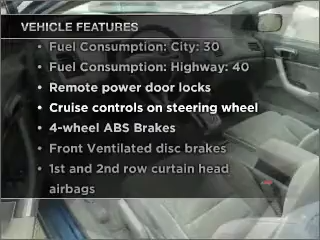 VEHICLE FEATURES
• Fuel Consumption: City: 30
• Fuel Consumption: Highway: 40
• Remote power door locks
• Cruise controls on steering wheel
• 4-wheel ABS Brakes
• Front Ventilated disc brakes
• 1st and 2nd row curtain head
airbags